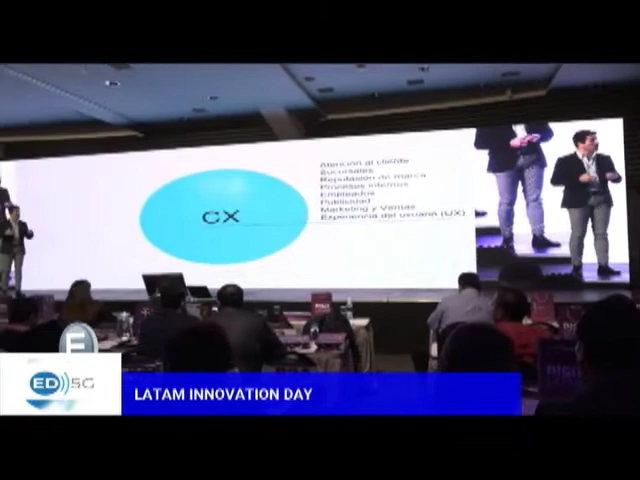 Atención al cliente
Sucursales
Reputación de marca
Procesos internos
Empleados
Publicidad
Marketing y Ventas
Experiencia del usuario (UX)
CX
E
ED 5G
LATAM INNOVATION DAY
DIGIT